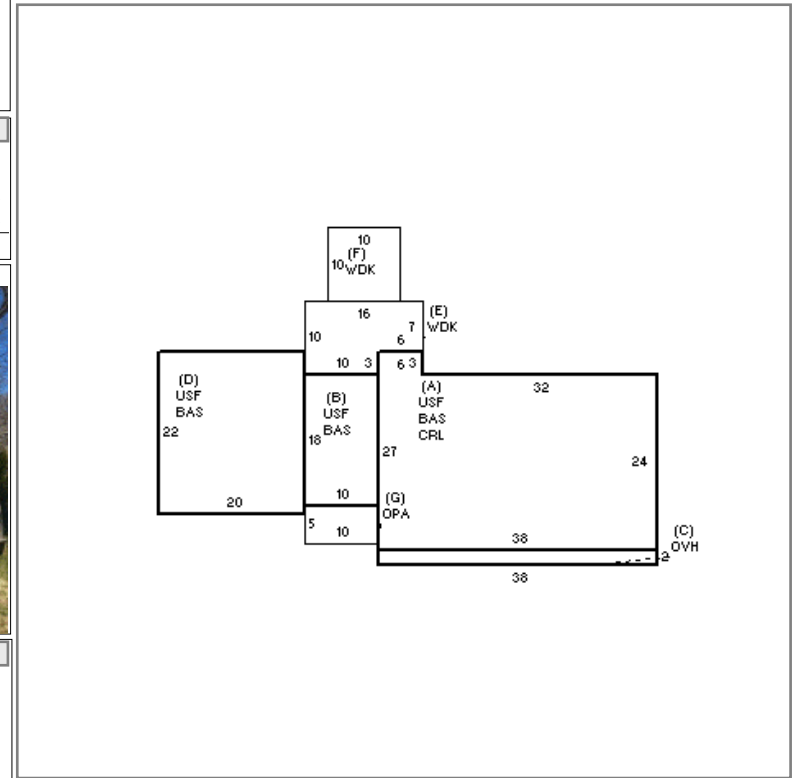 10
(F)
10 WDK
16
(E)
7 WDK
10
6
10 3 6 3
(D)
USF
BAS
22
20
(B)
USF
18 BAS
10
(A)
USF
BAS
CRL
32
27
24
(G)
OPA
5
10
38
(C)
OVH
2
38